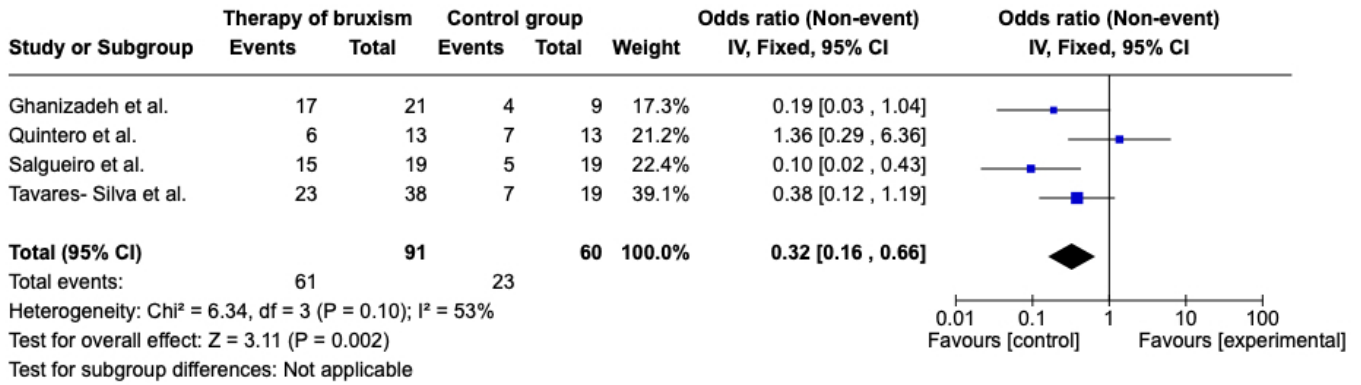 Therapy of bruxism Control group Odds ratio (Non-event) Odds ratio (Non-event)
Study or Subgroup Events Total Events Total Weight IV, Fixed, 95% CI IV, Fixed, 95% CI
Ghanizadeh et al. 17 21 4 9 17.3% 0.19 [0.03 , 1.04]
Quintero et al. 6 13 7 13 21.2% 1.36 [0.29 , 6.36]
Salgueiro et al. 15 19 5 19 22.4% 0.10 [0.02 , 0.43]
Tavares- Silva et al. 23 38 7 19 39.1% 0.38 [0.12 , 1.19]
Total (95% CI) 91 60 100.0% 0.32 [0.16 , 0.66]
Total events: 61 23
Heterogeneity: Chi² = 6.34, df = 3 (P = 0.10); I² = 53%
0.01 0.1 1 10 100
Test for overall effect: Z = 3.11 (P = 0.002) Favours [control] Favours [experimental]
Test for subgroup differences: Not applicable